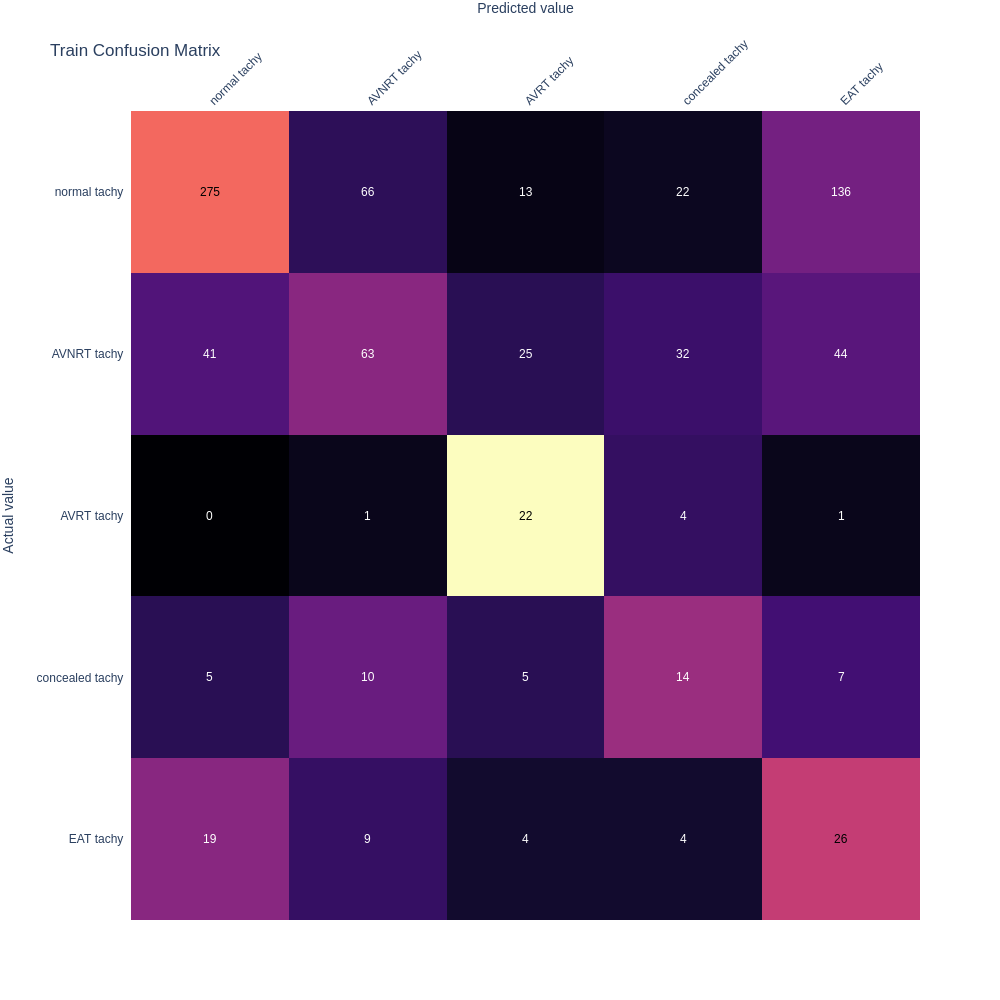 Predicted value
Train Confusion Matrix
normal tachy AVNRT tachy AVRT tachy concealed tachy EAT tachy
normal tachy 275 66 13 22 136
AVNRT tachy 41 63 25 32 44
Actual value
AVRT tachy 0 1 22 4 1
concealed tachy 5 10 5 14 7
EAT tachy 19 9 4 4 26